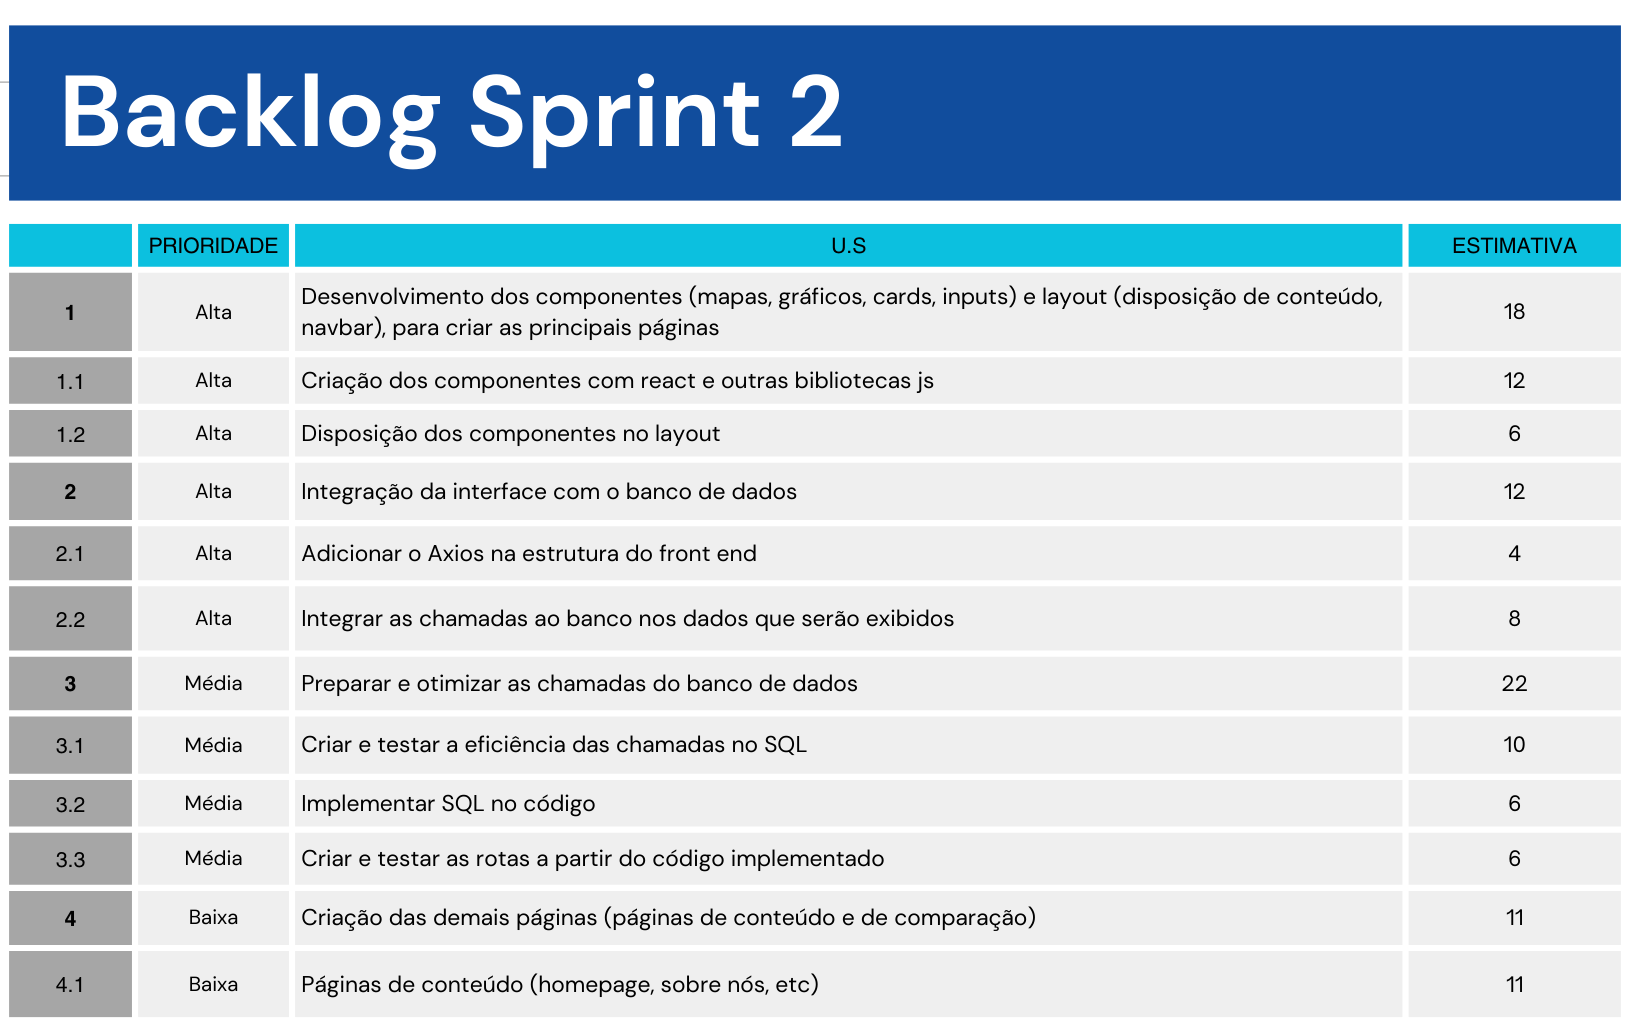 Backlog Sprint 2
PRIORIDADE U.S ESTIMATIVA
1 Alta Desenvolvimento dos componentes (mapas, gráficos, cards, inputs) e layout (disposição de conteúdo,
navbar), para criar as principais páginas 18
1.1 Alta Criação dos componentes com react e outras bibliotecas js 12
1.2 Alta Disposição dos componentes no layout 6
2 Alta Integração da interface com o banco de dados 12
2.1 Alta Adicionar o Axios na estrutura do front end 4
2.2 Alta Integrar as chamadas ao banco nos dados que serão exibidos 8
3 Média Preparar e otimizar as chamadas do banco de dados 22
3.1 Média Criar e testar a eficiência das chamadas no SQL 10
3.2 Média Implementar SQL no código 6
3.3 Média Criar e testar as rotas a partir do código implementado 6
4 Baixa Criação das demais páginas (páginas de conteúdo e de comparação) 11
4.1 Baixa Páginas de conteúdo (homepage, sobre nós, etc) 11